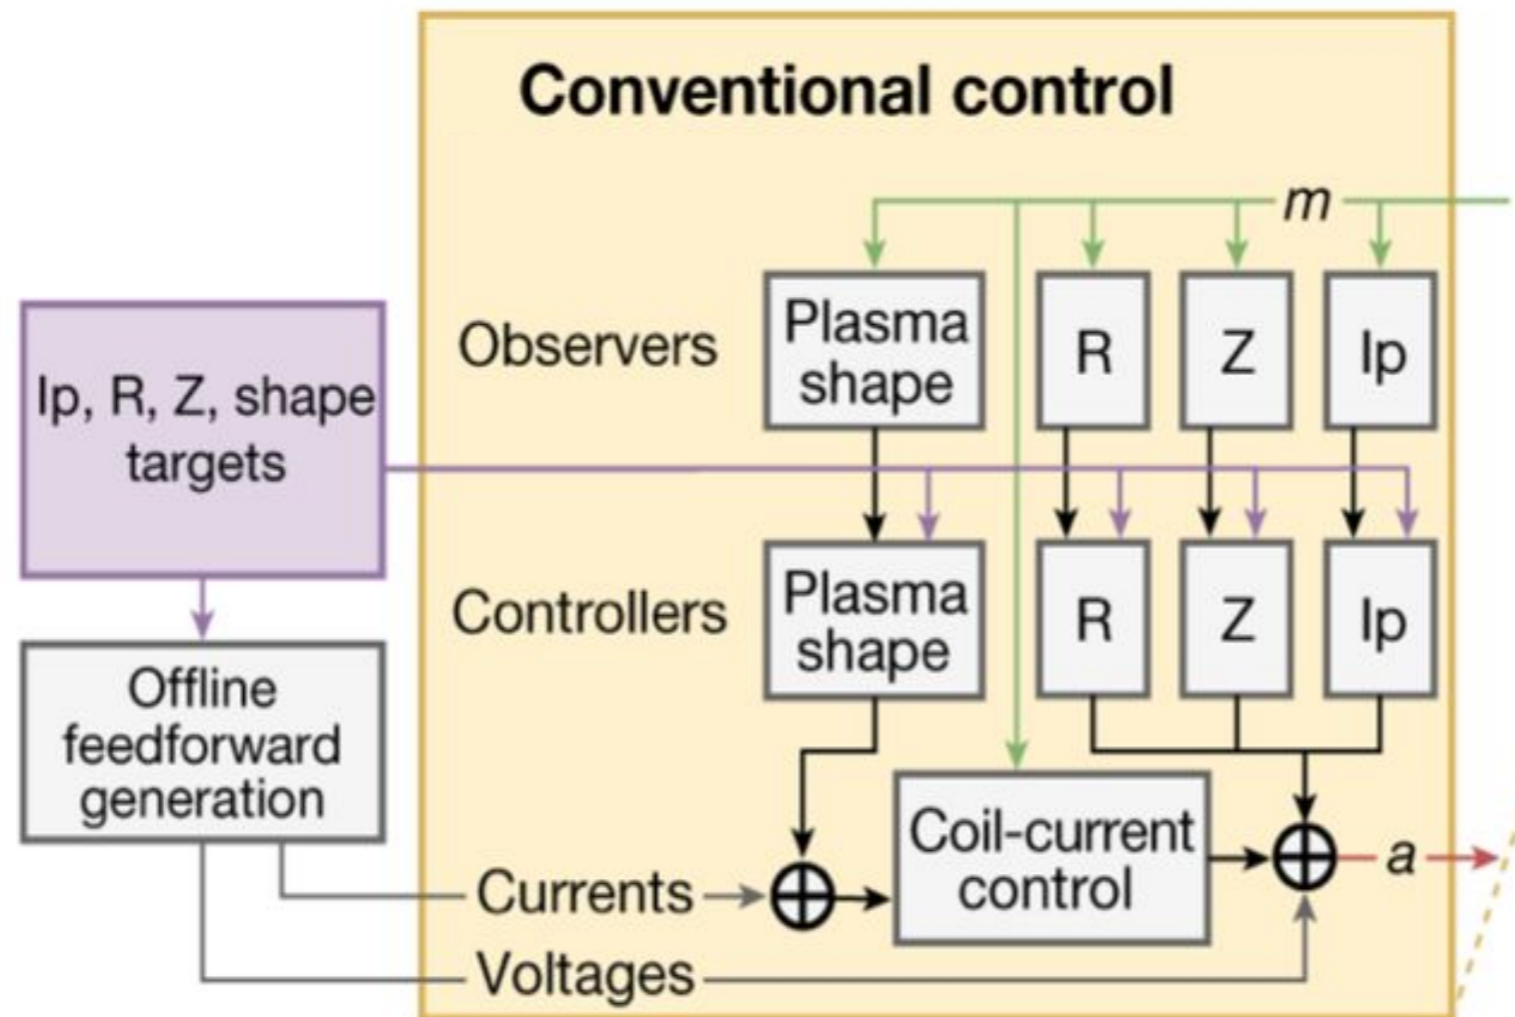 Conventional control
m
Observers
Plasma
shape
R
Z
Ip
Ip, R, Z, shape
targets
Controllers
Plasma
shape
R
Z
Ip
Offline
feedforward
generation
Coil-current
control
a
Currents
Voltages